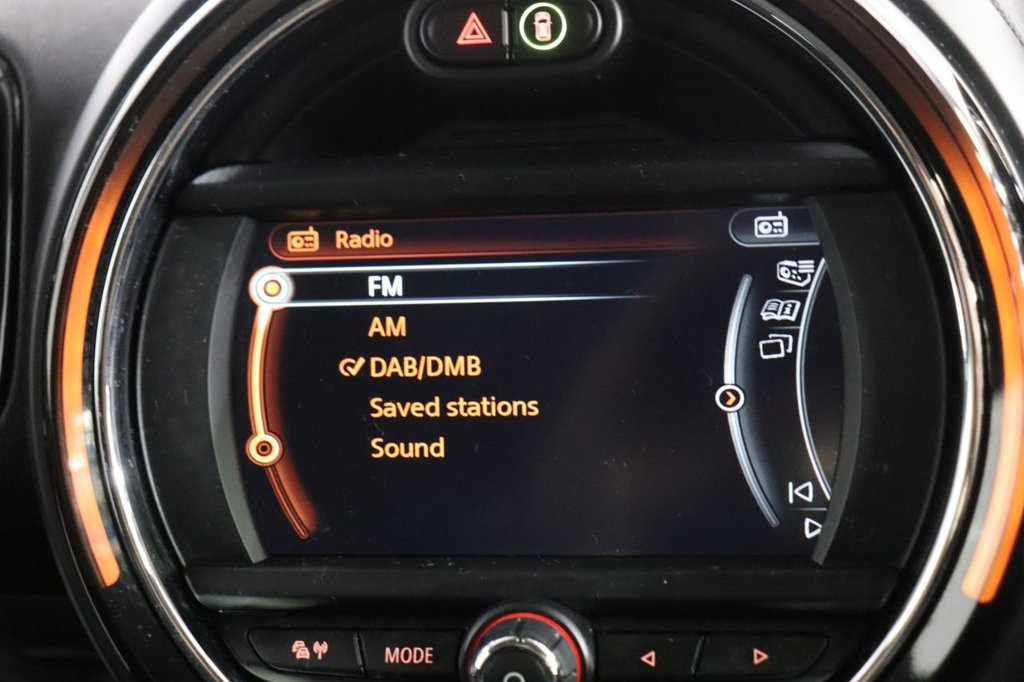 Radio
FM
AM
DAB/DMB
Saved stations
Sound
MODE